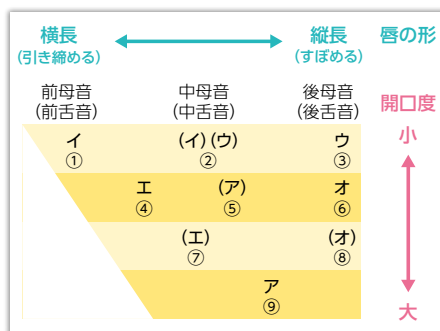 横長 縦長 唇の形
(引き締める) (すぼめる)
前母音 中母音 後母音
(前舌音) (中舌音) (後舌音) 開口度
イ (イ)(ウ) ウ 小
① ② ③
エ (ア) オ
④ ⑤ ⑥
(エ) (オ)
⑦ ⑧
ア
⑨ 大